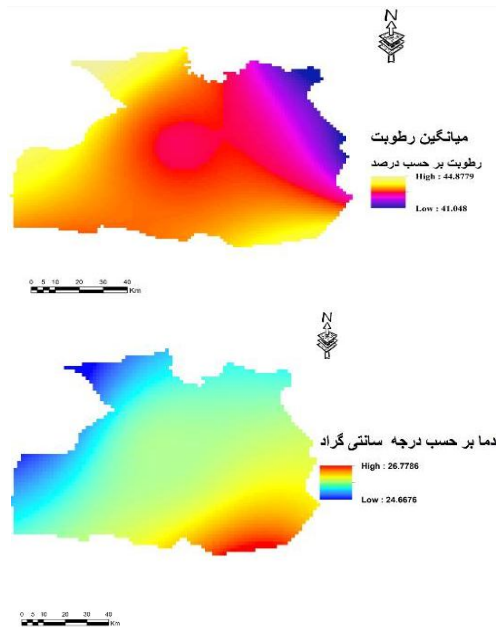 N
میانگین رطوبت
رطوبت بر حسب درصد
High : 44.8779
Low : 41.048
0 5 10 20 30 40
Km
N
دما بر حسب درجه سانتی گراد
High : 26.7786
Low : 24.6676
0 5 10 20 30 40
Km